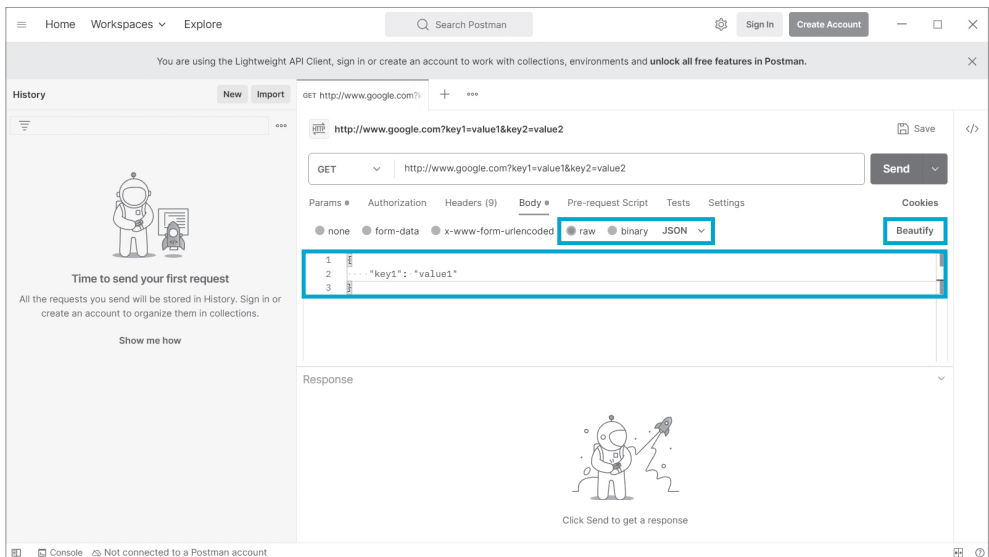 Home Workspaces Explore Search Postman Sign In Create Account
You are using the Lightweight API Client, sign in or create an account to work with collections, environments and unlock all free features in Postman.
History New Import
GET http://www.google.com?
HTTP http://www.google.com?key1=value1&key2=value2 Save </>
GET http://www.google.com?key1=value1&key2=value2 Send
Params Authorization Headers (9) Body Pre-request Script Tests Settings Cookies
none form-data x-www-form-urlencoded raw binary JSON Beautify
1 {
2 ····"key1":·"value1"
3 }
Time to send your first request
All the requests you send will be stored in History. Sign in or
create an account to organize them in collections.
Show me how
Response
Click Send to get a response
Console Not connected to a Postman account